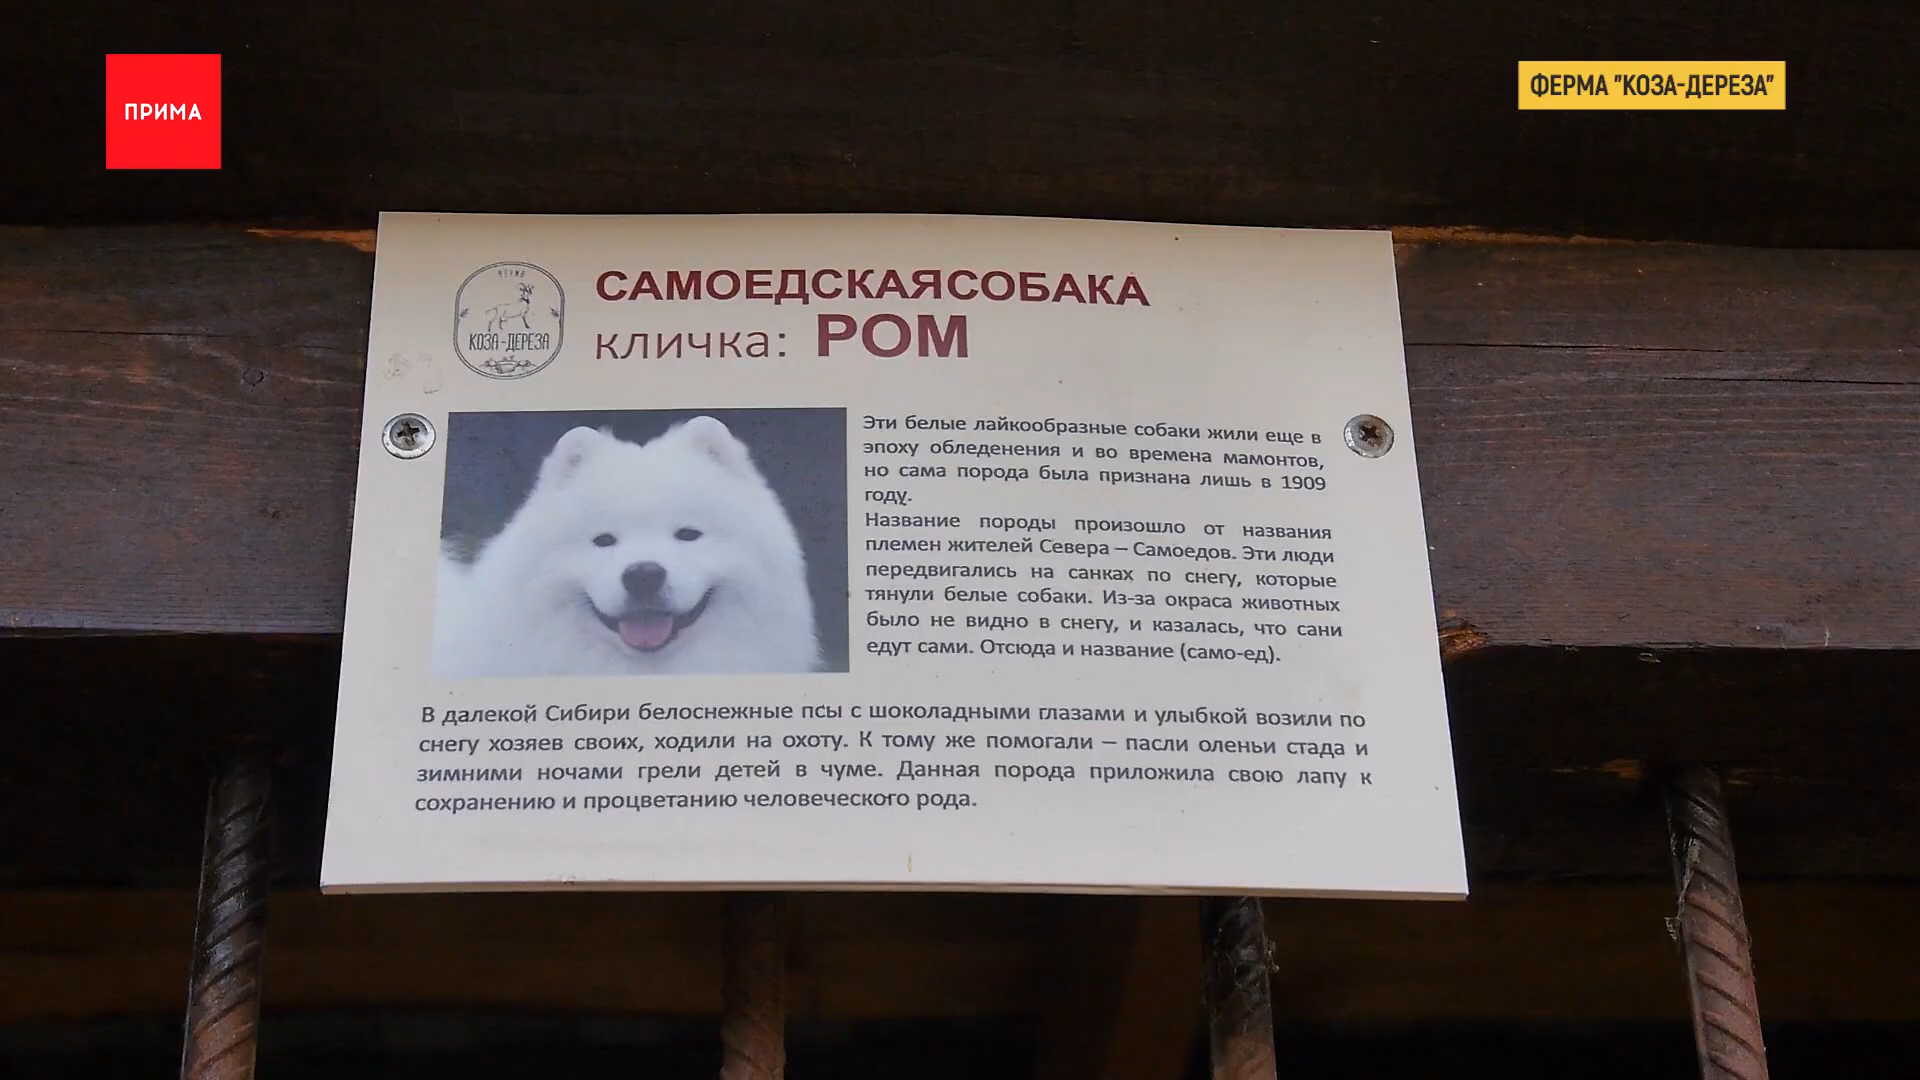 ПРИМА
ФЕРМА "КОЗА-ДЕРЕЗА"
ФЕРМА
КОЗА-ДЕРЕЗА
САМОЕДСКАЯСОБАКА
кличка: РОМ
Эти белые лайкообразные собаки жили еще в
эпоху обледенения и во времена мамонтов,
но сама порода была признана лишь в 1909
году.
Название породы произошло от названия
племен жителей Севера – Самоедов. Эти люди
передвигались на санках по снегу, которые
тянули белые собаки. Из-за окраса животных
было не видно в снегу, и казалась, что сани
едут сами. Отсюда и название (само-ед).
В далекой Сибири белоснежные псы с шоколадными глазами и улыбкой возили по
снегу хозяев своих, ходили на охоту. К тому же помогали – пасли оленьи стада и
зимними ночами грели детей в чуме. Данная порода приложила свою лапу к
сохранению и процветанию человеческого рода.